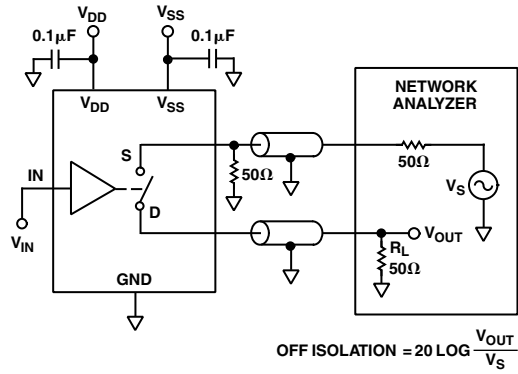 V_DD
V_SS
0.1µF
0.1µF
V_DD
V_SS
NETWORK
ANALYZER
S
IN
50Ω
50Ω
V_S
D
V_IN
V_OUT
R_L
50Ω
GND
OFF ISOLATION = 20 LOG V_OUT/V_S